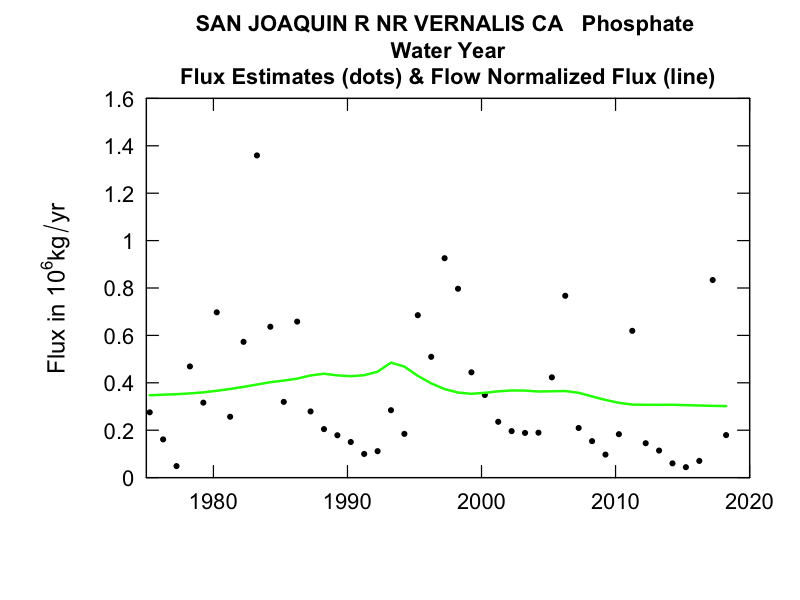 SAN JOAQUIN R NR VERNALIS CA   Phosphate
Water Year
Flux Estimates (dots) & Flow Normalized Flux (line)
1.6
1.4
1.2
1
0.8
0.6
0.4
0.2
0
Flux in 10⁶kg/yr
1980 1990 2000 2010 2020